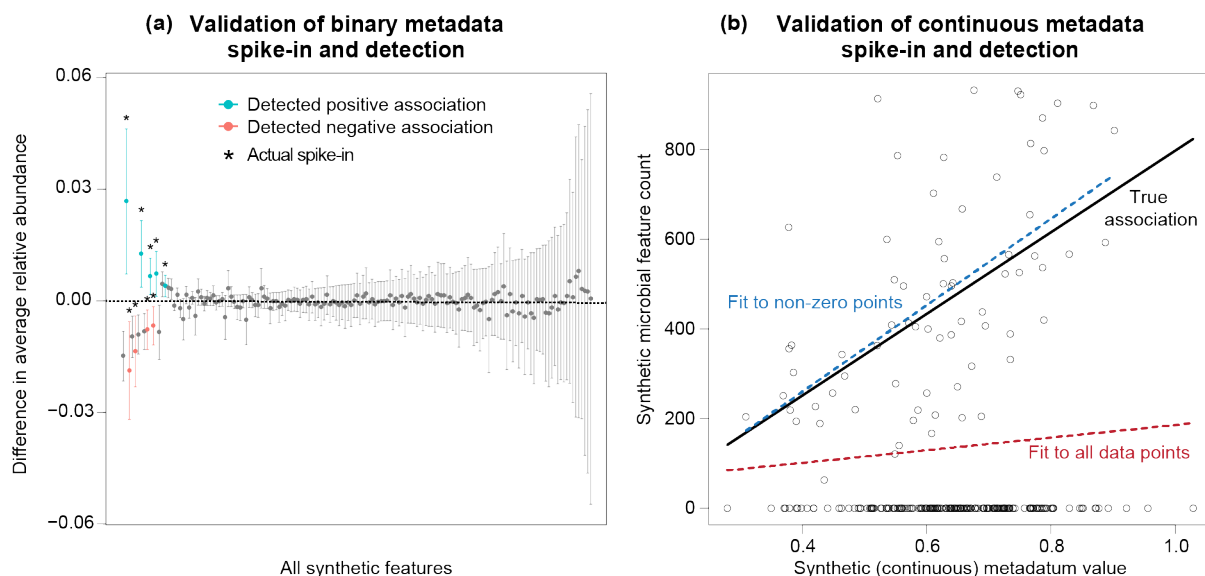 (a) Validation of binary metadata
spike-in and detection
0.06
0.03
0.00
−0.03
−0.06
Difference in average relative abundance
Detected positive association
Detected negative association
* Actual spike-in
All synthetic features
(b) Validation of continuous metadata
spike-in and detection
800
600
400
200
0
Synthetic microbial feature count
True
association
Fit to non-zero points
Fit to all data points
0.4
0.6
0.8
1.0
Synthetic (continuous) metadatum value